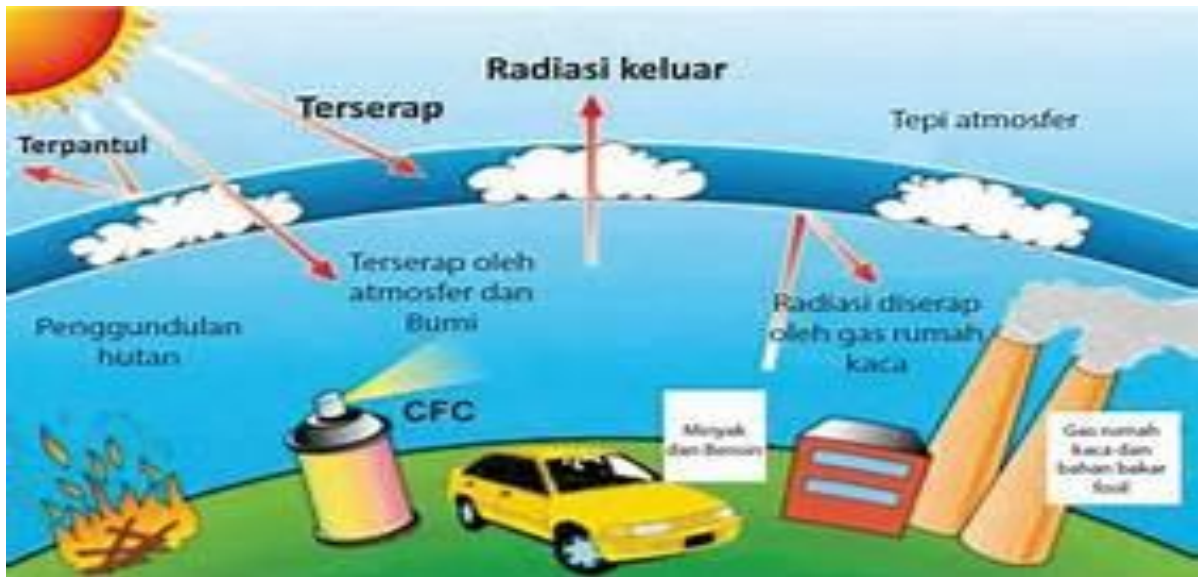 Radiasi keluar
Terserap
Tepi atmosfer
Terpantul
Terserap oleh
atmosfer dan
Bumi
Radiasi diserap
oleh gas rumah
kaca
Penggundulan
hutan
CFC
Minyak
dan Bensin
Gas rumah
kaca dan
bahan bakar
fosil